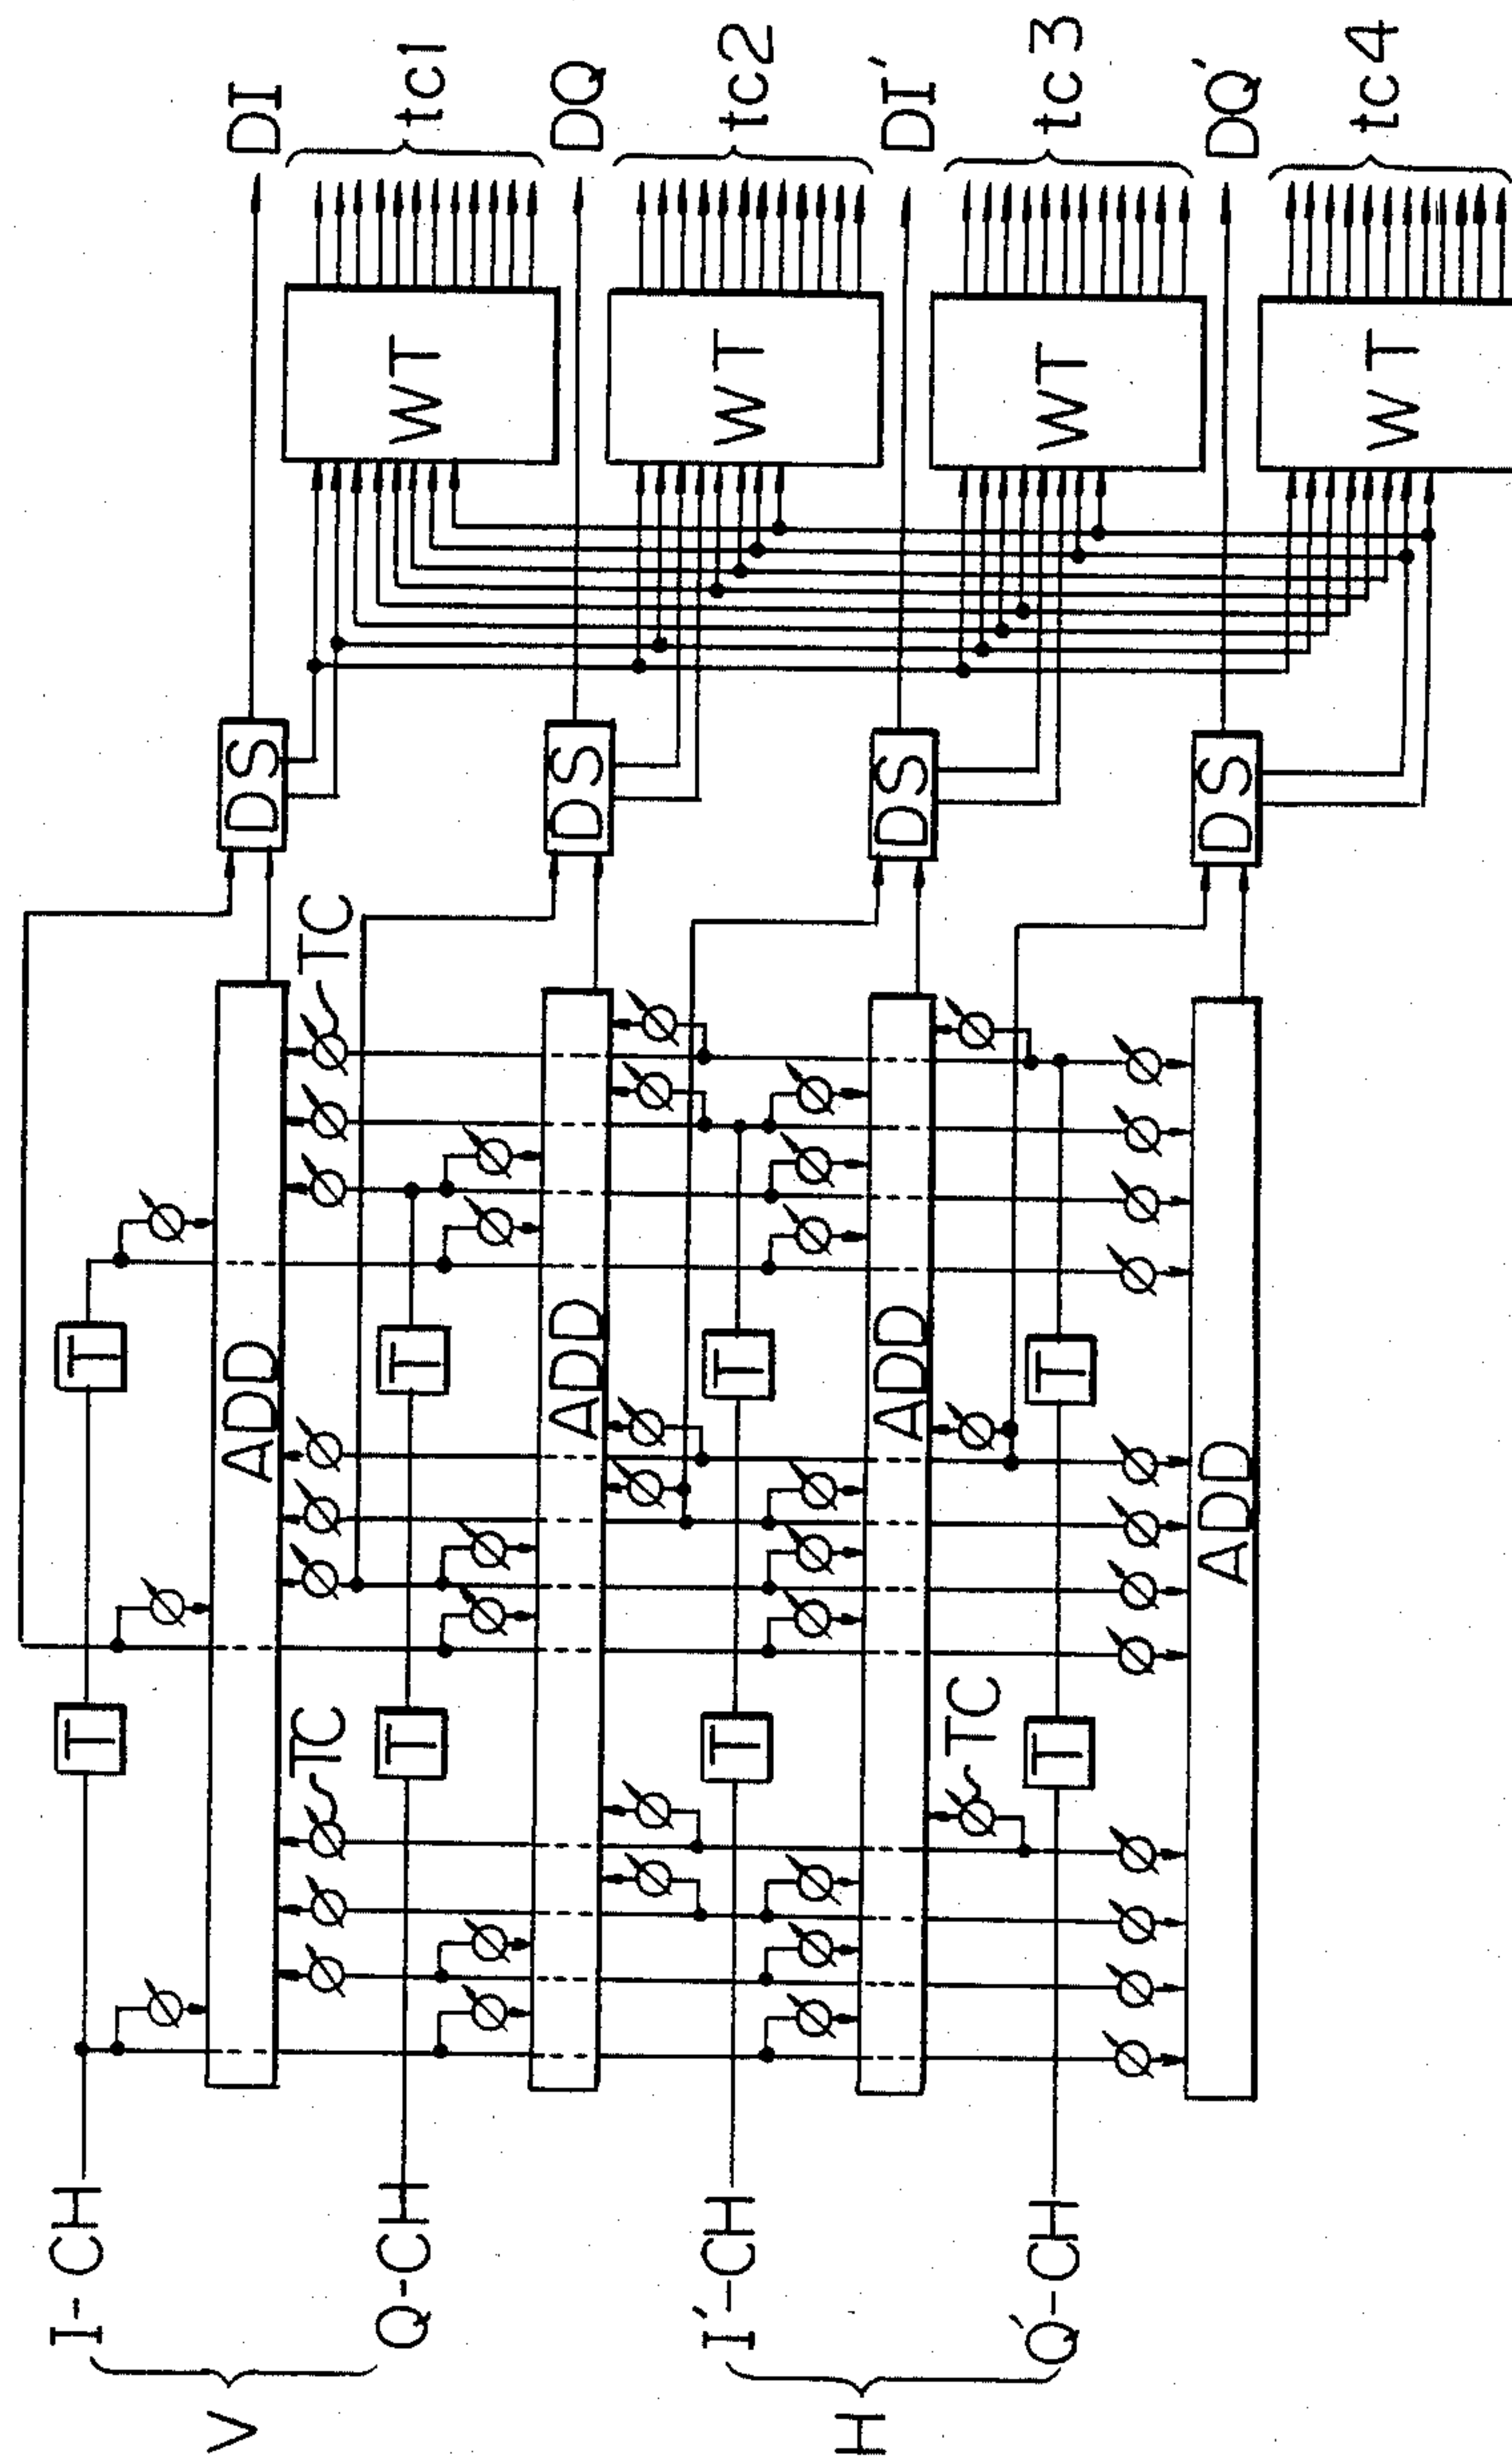 V
I-CH
Q-CH
H
I'-CH
Q'-CH
T
T
ADD
TC
TC
DS
DI
WT
tc1
T
T
ADD
DS
DQ
WT
tc2
T
T
ADD
TC
DS
DI'
WT
tc3
T
T
ADD
DS
DQ'
WT
tc4